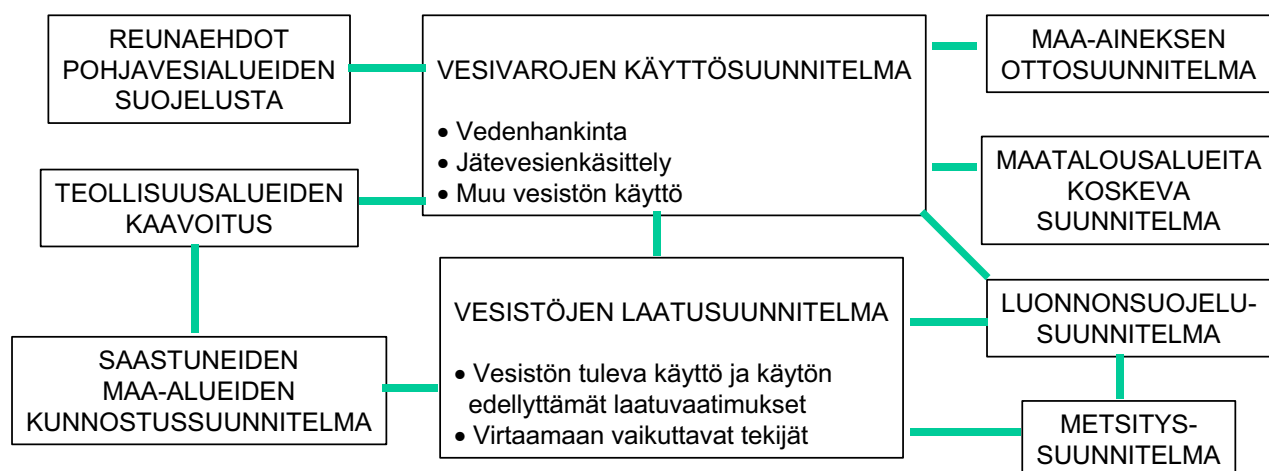 REUNAEHDOT
POHJAVESIALUEIDEN
SUOJELUSTA
VESIVAROJEN KÄYTTÖSUUNNITELMA
• Vedenhankinta
• Jätevesienkäsittely
• Muu vesistön käyttö
MAA-AINEKSEN
OTTOSUUNNITELMA
TEOLLISUUSALUEIDEN
KAAVOITUS
MAATALOUSALUEITA
KOSKEVA
SUUNNITELMA
VESISTÖJEN LAATUSUUNNITELMA
• Vesistön tuleva käyttö ja käytön
edellyttämät laatuvaatimukset
• Virtaamaan vaikuttavat tekijät
LUONNONSUOJELU-
SUUNNITELMA
SAASTUNEIDEN
MAA-ALUEIDEN
KUNNOSTUSSUUNNITELMA
METSITYS-
SUUNNITELMA